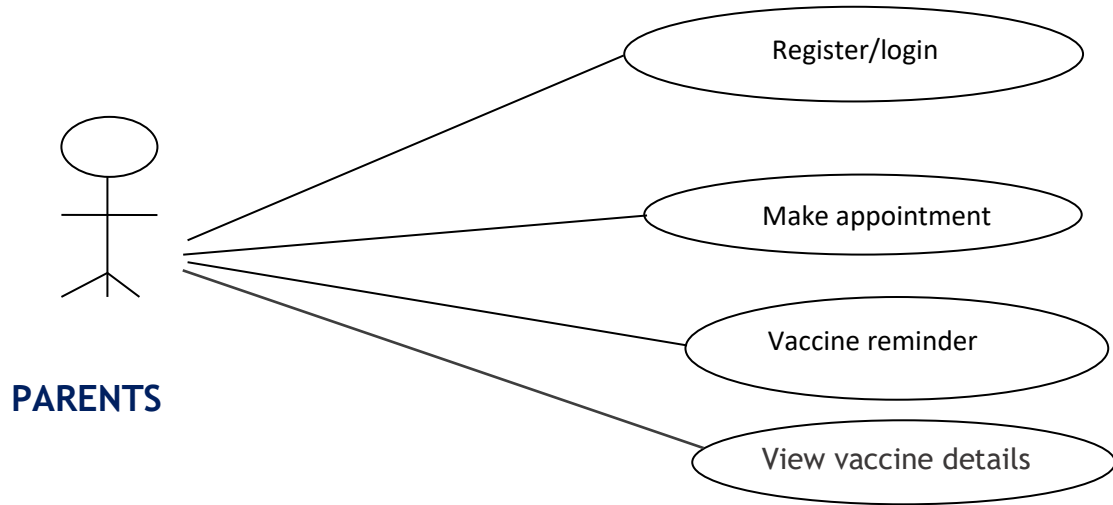 Register/login
Make appointment
Vaccine reminder
PARENTS
View vaccine details